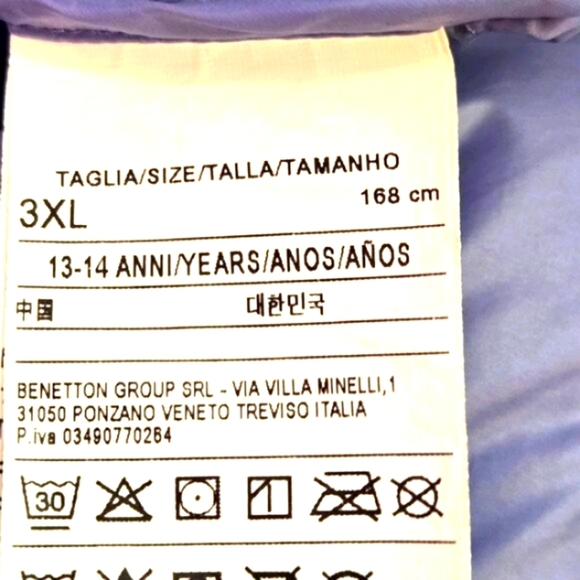 TAGLIA/SIZE/TALLA/TAMANHO
3XL 168 cm
13-14 ANNI/YEARS/ANOS/AÑOS
中国 대한민국
BENETTON GROUP SRL - VIA VILLA MINELLI,1
31050 PONZANO VENETO TREVISO ITALIA
P.iva 03490770264
30